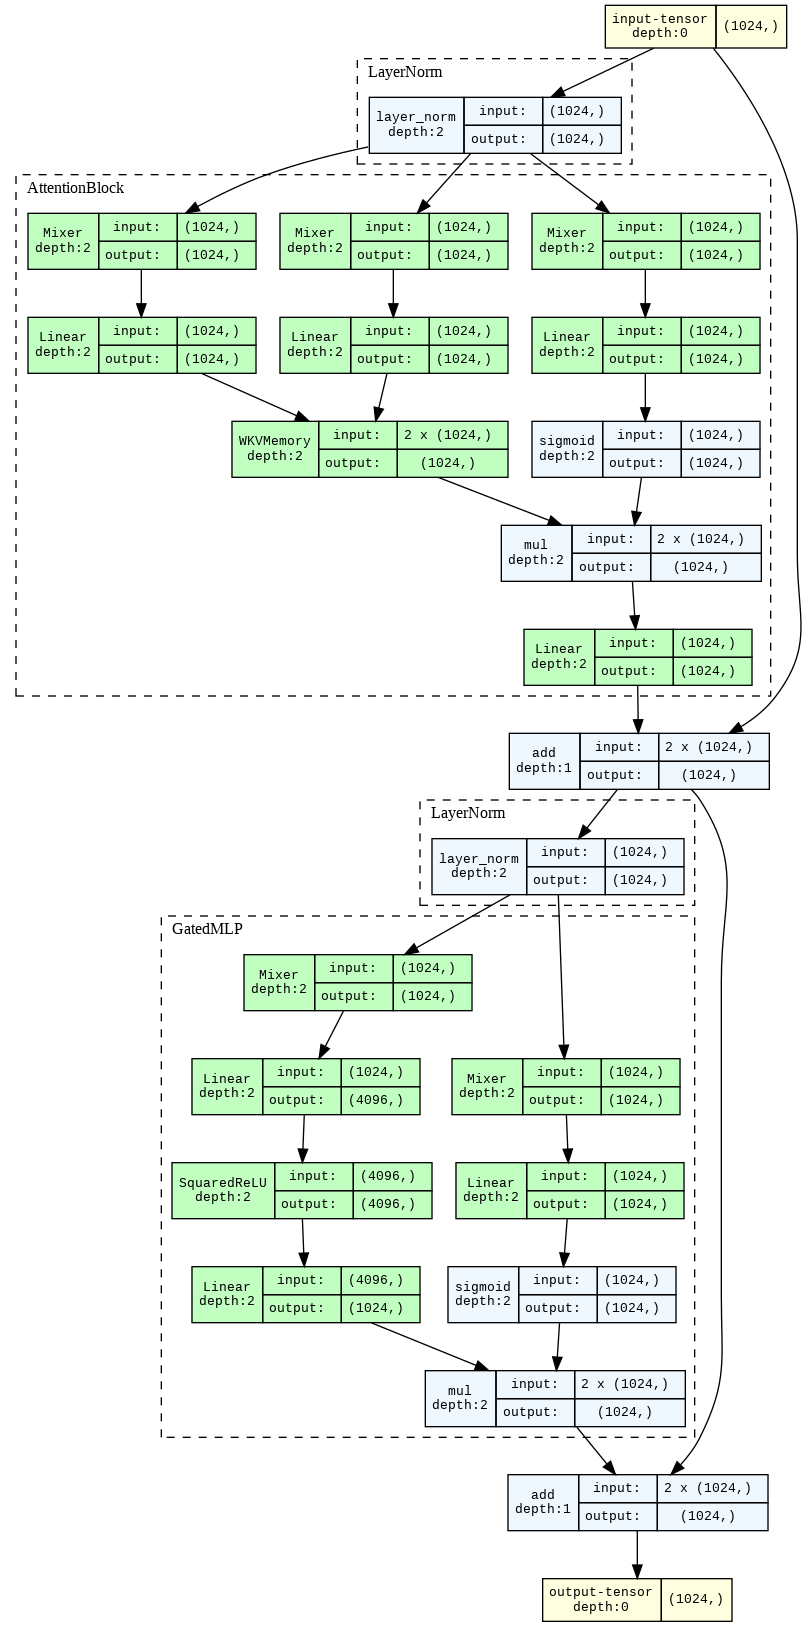 input-tensor
depth:0
(1024,)
LayerNorm
layer_norm
depth:2
input:
(1024,)
output:
(1024,)
AttentionBlock
Mixer
depth:2
input:
(1024,)
output:
(1024,)
Mixer
depth:2
input:
(1024,)
output:
(1024,)
Mixer
depth:2
input:
(1024,)
output:
(1024,)
Linear
depth:2
input:
(1024,)
output:
(1024,)
Linear
depth:2
input:
(1024,)
output:
(1024,)
Linear
depth:2
input:
(1024,)
output:
(1024,)
WKVMemory
depth:2
input:
2 x (1024,)
output:
(1024,)
sigmoid
depth:2
input:
(1024,)
output:
(1024,)
mul
depth:2
input:
2 x (1024,)
output:
(1024,)
Linear
depth:2
input:
(1024,)
output:
(1024,)
add
depth:1
input:
2 x (1024,)
output:
(1024,)
LayerNorm
layer_norm
depth:2
input:
(1024,)
output:
(1024,)
GatedMLP
Mixer
depth:2
input:
(1024,)
output:
(1024,)
Linear
depth:2
input:
(1024,)
output:
(4096,)
Mixer
depth:2
input:
(1024,)
output:
(1024,)
SquaredReLU
depth:2
input:
(4096,)
output:
(4096,)
Linear
depth:2
input:
(1024,)
output:
(1024,)
Linear
depth:2
input:
(4096,)
output:
(1024,)
sigmoid
depth:2
input:
(1024,)
output:
(1024,)
mul
depth:2
input:
2 x (1024,)
output:
(1024,)
add
depth:1
input:
2 x (1024,)
output:
(1024,)
output-tensor
depth:0
(1024,)